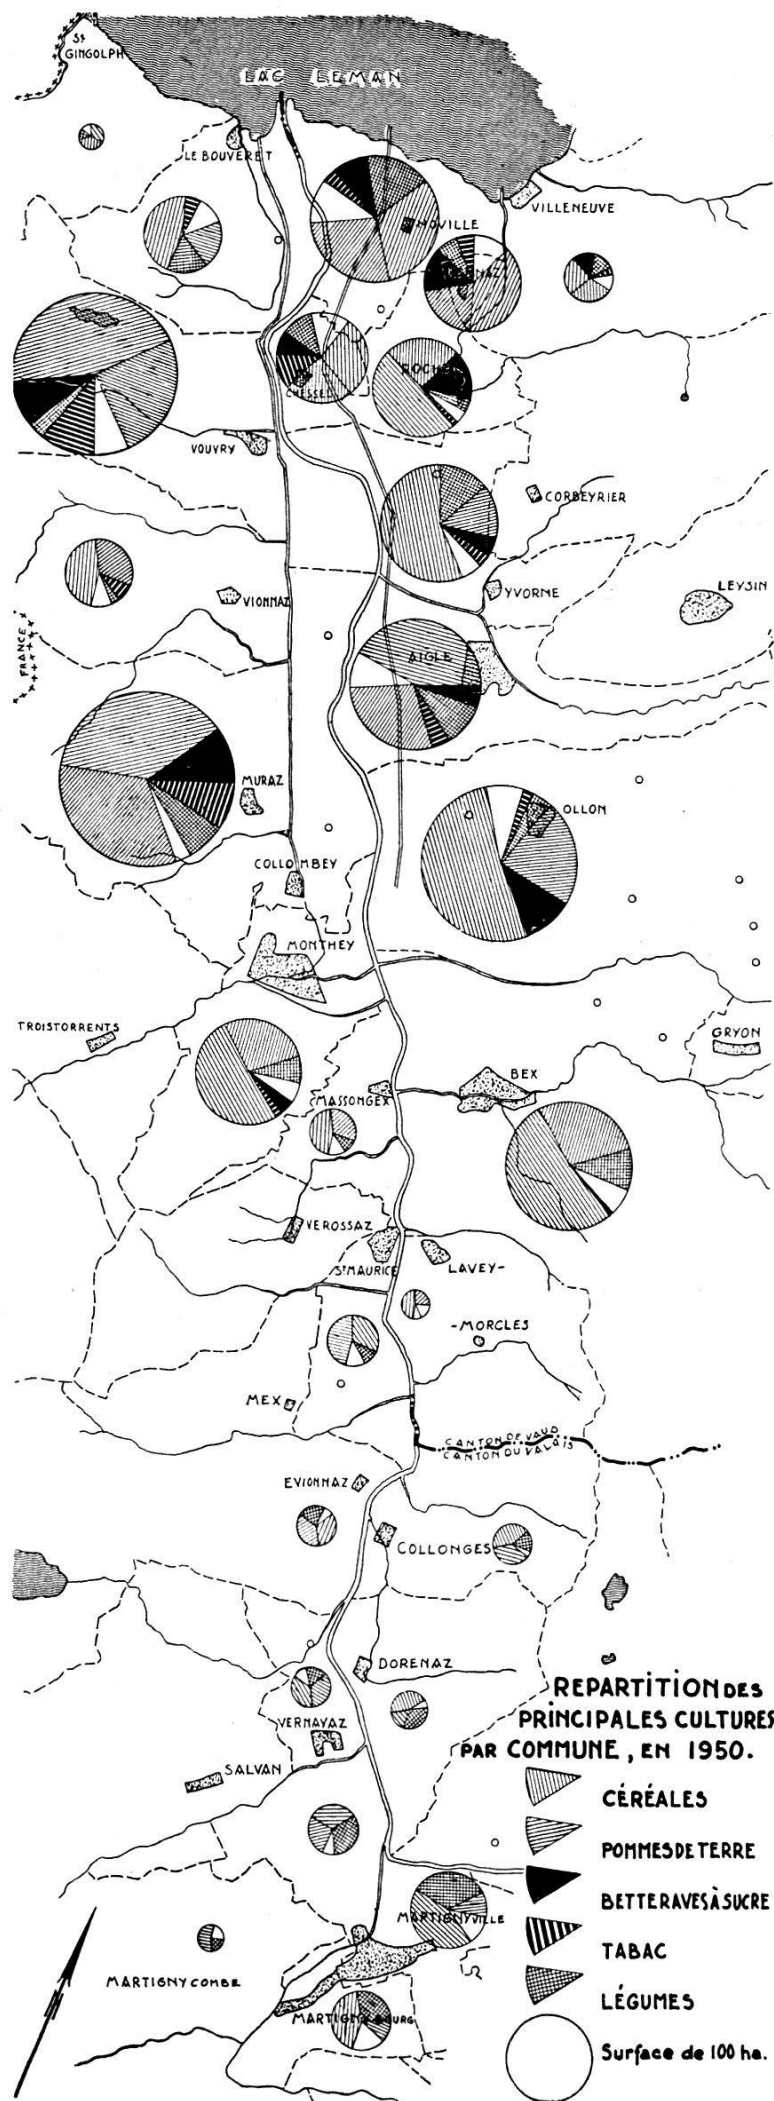 St
GINGOLPH
LAC LEMAN
LE BOUVERET
VILLENEUVE
NOVILLE
CHESSEL
ROCHE
VOUVRY
CORBEYRIER
LEYSIN
YVORNE
VIONNAZ
FRANCE
AIGLE
MURAZ
OLLON
COLLOMBEY
MONTHEY
TROISTORRENTS
GRYON
BEX
MASSONGEX
VEROSSAZ
ST MAURICE
LAVEY-
-MORCLES
MEX
CANTON DE VAUD
CANTON DU VALAIS
EVIONNAZ
COLLONGES
DORENAZ
VERNAYAZ
SALVAN
REPARTITION DES
PRINCIPALES CULTURES
PAR COMMUNE, EN 1950.
CÉRÉALES
POMMES DE TERRE
BETTERAVES À SUCRE
TABAC
LÉGUMES
Surface de 100 ha.
MARTIGNY VILLE
MARTIGNY COMBE
MARTIGNY BOURG